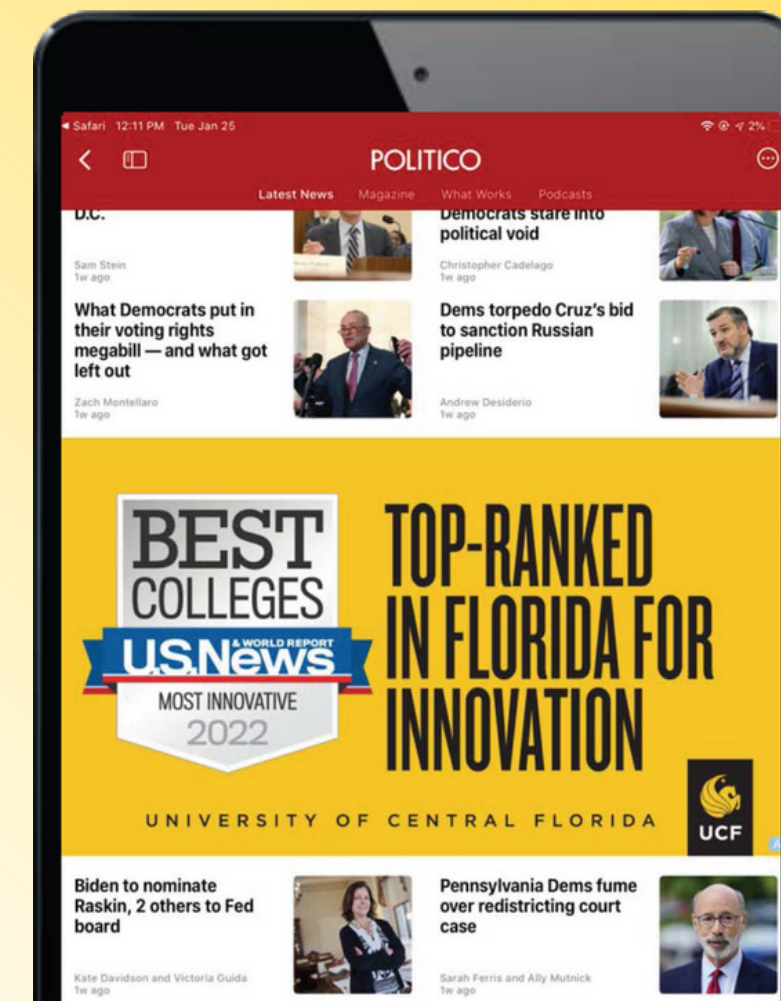 Safari 12:11 PM Tue Jan 25
2%
POLITICO
Latest News Magazine What Works Podcasts
D.C.
Sam Stein
1w ago
Democrats stare into
political void
Christopher Cadelago
1w ago
What Democrats put in
their voting rights
megabill — and what got
left out
Zach Montellaro
1w ago
Dems torpedo Cruz's bid
to sanction Russian
pipeline
Andrew Desiderio
1w ago
BEST
COLLEGES
U.S.News
& WORLD REPORT
MOST INNOVATIVE
2022
TOP-RANKED
IN FLORIDA FOR
INNOVATION
UNIVERSITY OF CENTRAL FLORIDA
UCF
Biden to nominate
Raskin, 2 others to Fed
board
Kate Davidson and Victoria Guida
1w ago
Pennsylvania Dems fume
over redistricting court
case
Sarah Ferris and Ally Mutnick
1w ago